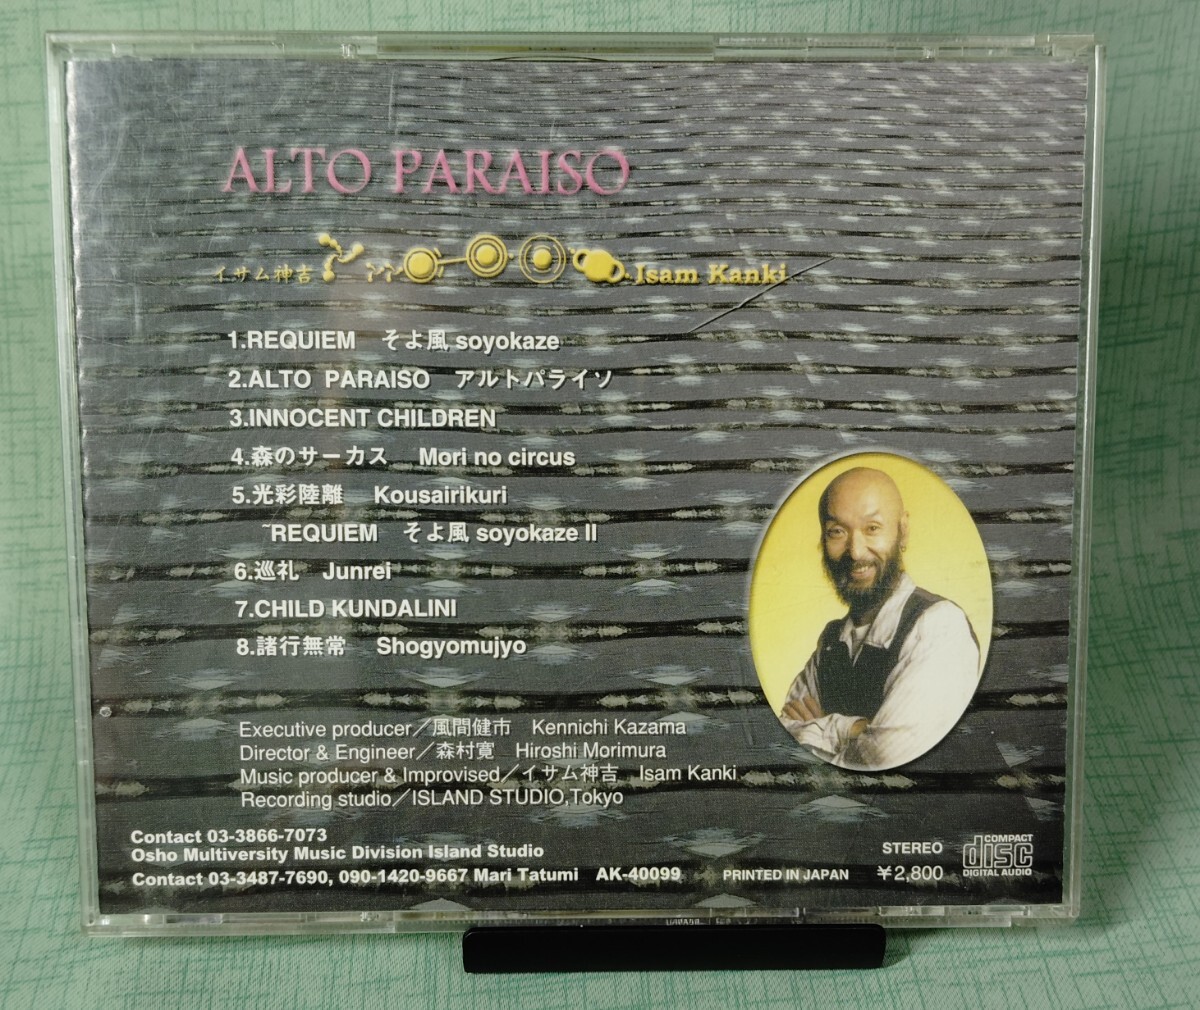 ALTO PARAISO
イサム神吉 Isam Kanki
1.REQUIEM そよ風 soyokaze
2.ALTO PARAISO アルトパライソ
3.INNOCENT CHILDREN
4.森のサーカス Mori no circus
5.光彩陸離 Kousairikuri
~REQUIEM そよ風 soyokaze II
6.巡礼 Junrei
7.CHILD KUNDALINI
8.諸行無常 Shogyomujyo
Executive producer／風間健市 Kennichi Kazama
Director & Engineer／森村寛 Hiroshi Morimura
Music producer & Improvised／イサム神吉 Isam Kanki
Recording studio／ISLAND STUDIO,Tokyo
Contact 03-3866-7073
Osho Multiversity Music Division Island Studio
Contact 03-3487-7690, 090-1420-9667 Mari Tatumi AK-40099
PRINTED IN JAPAN
STEREO
¥2,800
COMPACT
disc
DIGITAL AUDIO